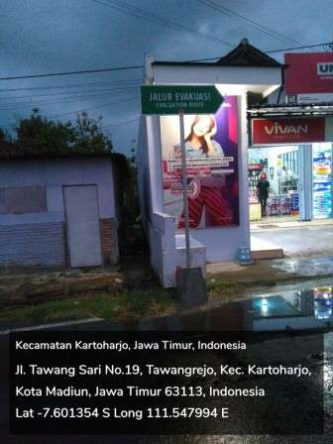 JALUR EVAKUASI
EVACUATION ROUTE
UN
VIVAN
Kecamatan Kartoharjo, Jawa Timur, Indonesia
Jl. Tawang Sari No.19, Tawangrejo, Kec. Kartoharjo,
Kota Madiun, Jawa Timur 63113, Indonesia
Lat -7.601354 S Long 111.547994 E